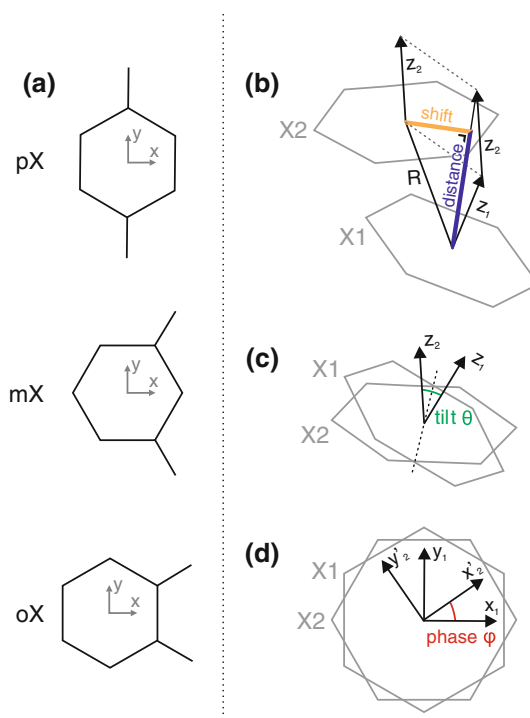 (a)
pX
y
x
mX
y
x
oX
y
x
(b)
z2
shift
X2
z2
distance
R
z1
X1
(c)
z2
z1
X1
tilt θ
X2
(d)
y'2
y1
x'2
X1
x1
X2
phase φ